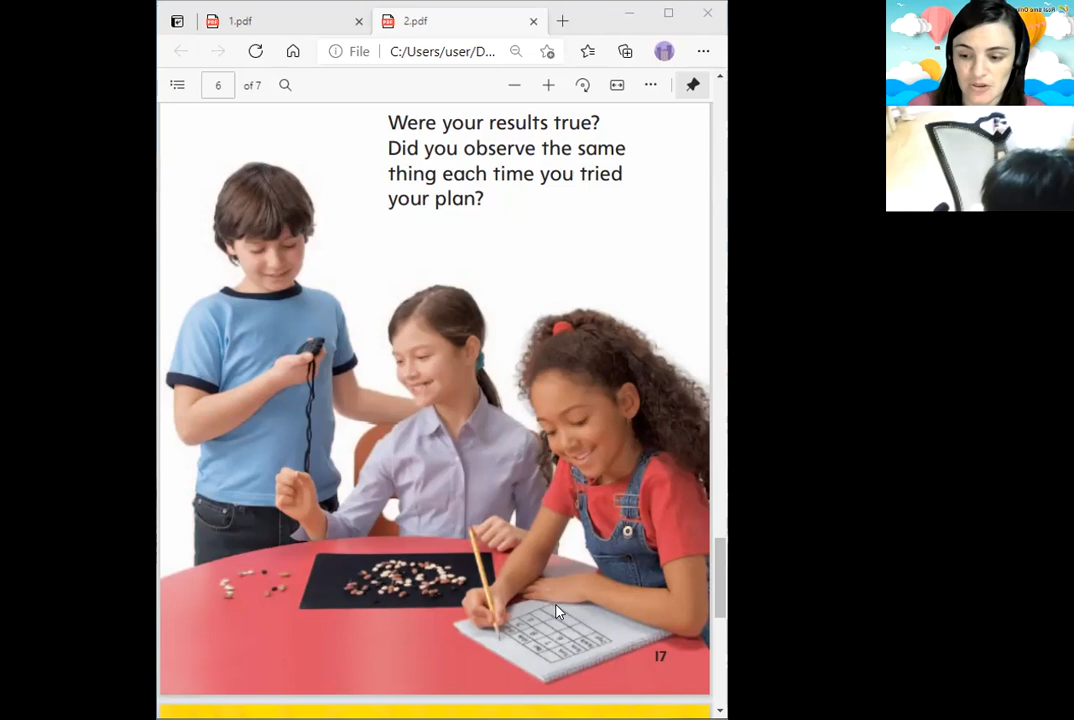 1.pdf
2.pdf
File
C:/Users/user/D...
6
of 7
Were your results true?
Did you observe the same
thing each time you tried
your plan?
17